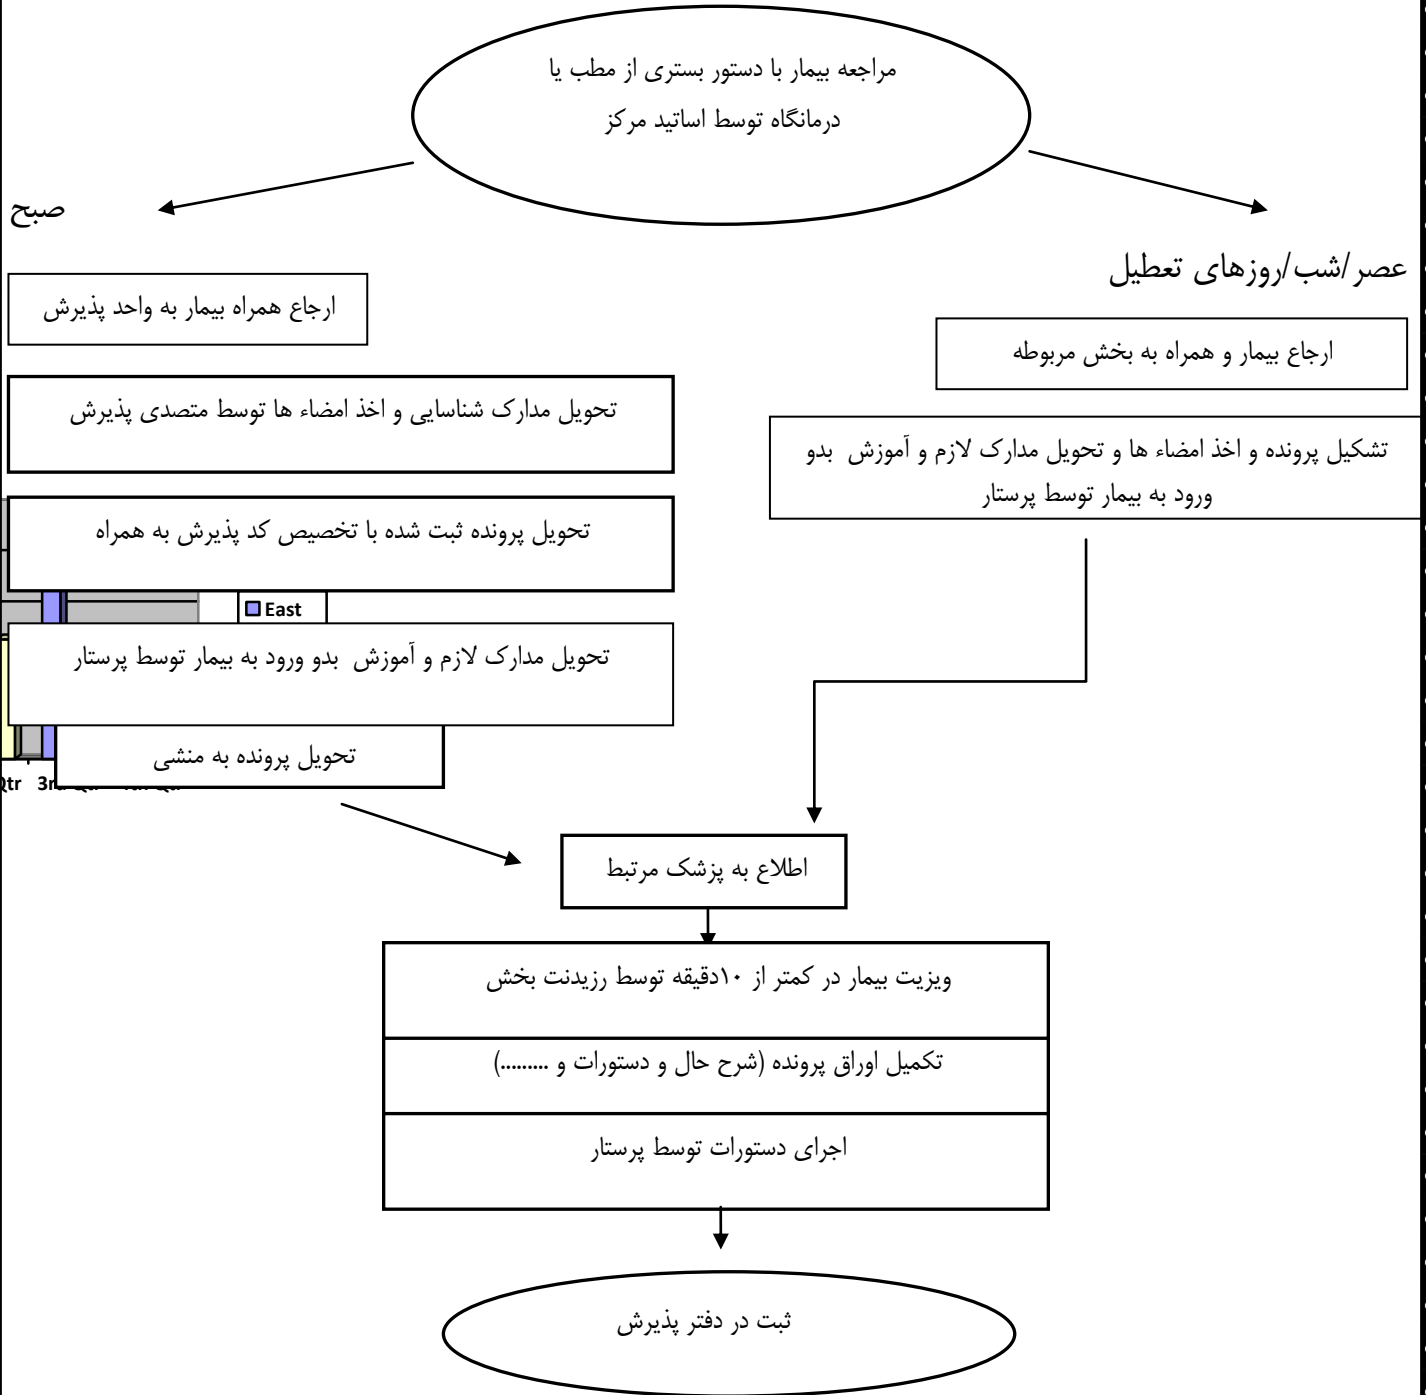 مراجعه بیمار با دستور بستری از مطب یا
درمانگاه توسط اساتید مرکز
صبح
عصر/شب/روزهای تعطیل
ارجاع همراه بیمار به واحد پذیرش
ارجاع بیمار و همراه به بخش مربوطه
تحویل مدارک شناسایی و اخذ امضاء ها توسط متصدی پذیرش
تشکیل پرونده و اخذ امضاء ها و تحویل مدارک لازم و آموزش بدو
ورود به بیمار توسط پرستار
تحویل پرونده ثبت شده با تخصیص کد پذیرش به همراه
East
تحویل مدارک لازم و آموزش بدو ورود به بیمار توسط پرستار
تحویل پرونده به منشی
اطلاع به پزشک مرتبط
ویزیت بیمار در کمتر از ۱۰دقیقه توسط رزیدنت بخش
تکمیل اوراق پرونده (شرح حال و دستورات و .........)
اجرای دستورات توسط پرستار
ثبت در دفتر پذیرش